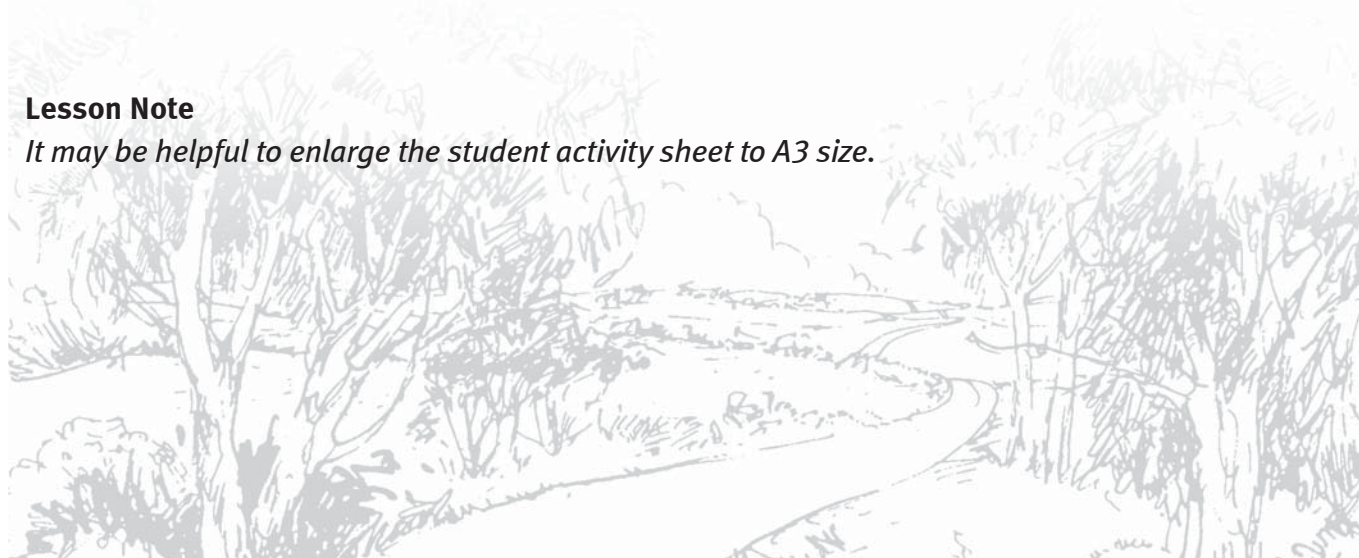 Lesson Note
It may be helpful to enlarge the student activity sheet to A3 size.